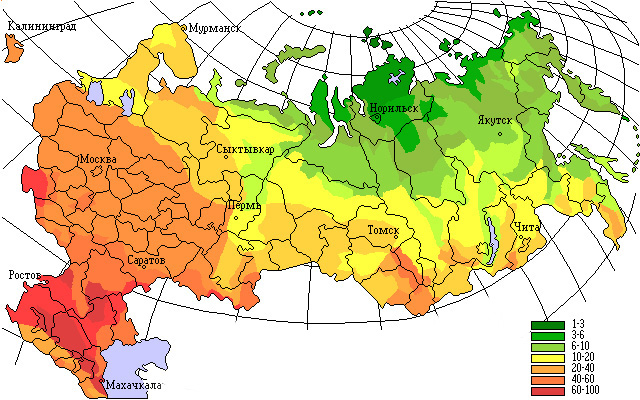 Калининград
Мурманск
Норильск
Якутск
Сыктывкар
Москва
Пермь
Томск
Чита
Саратов
Ростов
Махачкала
1-3
3-6
6-10
10-20
20-40
40-60
60-100